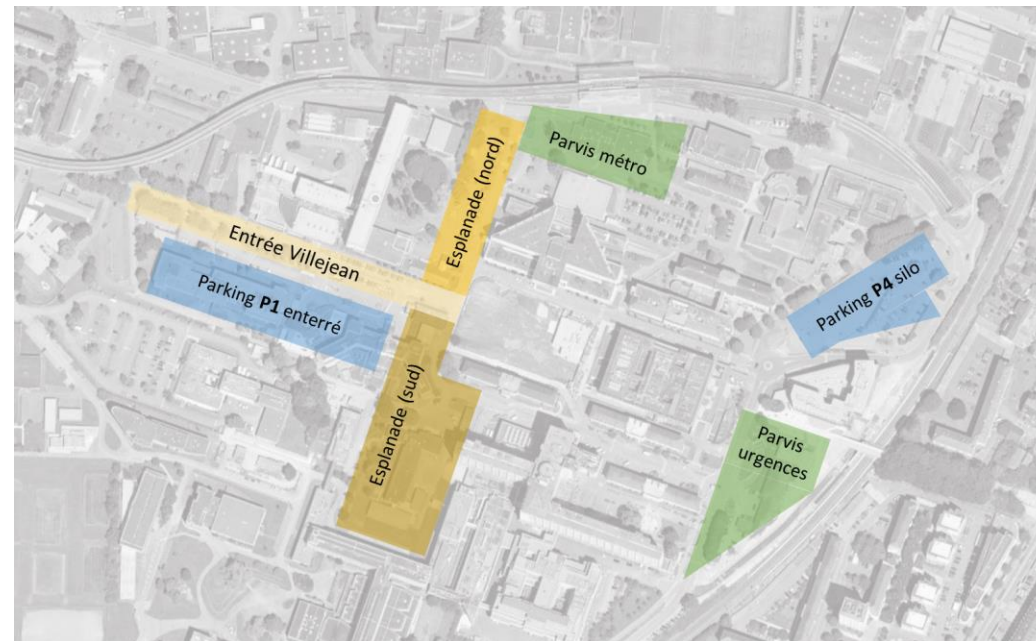 Parvis métro
Esplanade (nord)
Entrée Villejean
Parking P1 enterré
Parking P4 silo
Esplanade (sud)
Parvis
urgences